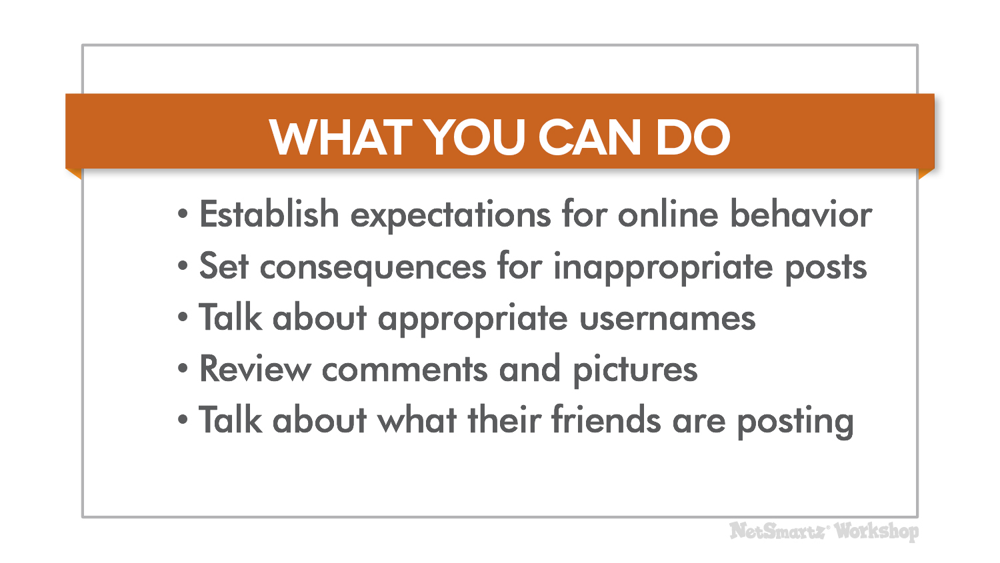 WHAT YOU CAN DO
• Establish expectations for online behavior
• Set consequences for inappropriate posts
• Talk about appropriate usernames
• Review comments and pictures
• Talk about what their friends are posting
NetSmartz® Workshop